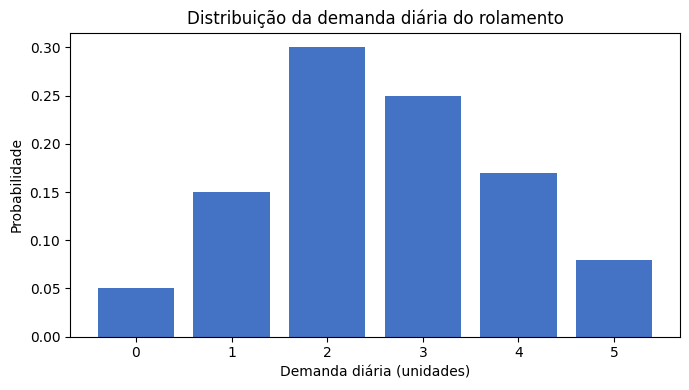 Distribuição da demanda diária do rolamento
Probabilidade
0.30
0.25
0.20
0.15
0.10
0.05
0.00
0 1 2 3 4 5
Demanda diária (unidades)